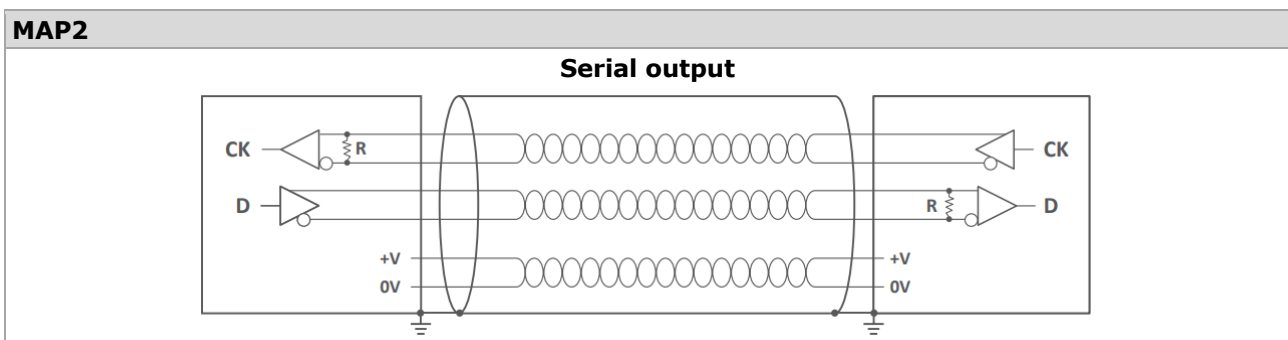 MAP2
Serial output
CK R CK
D R D
+V +V
0V 0V